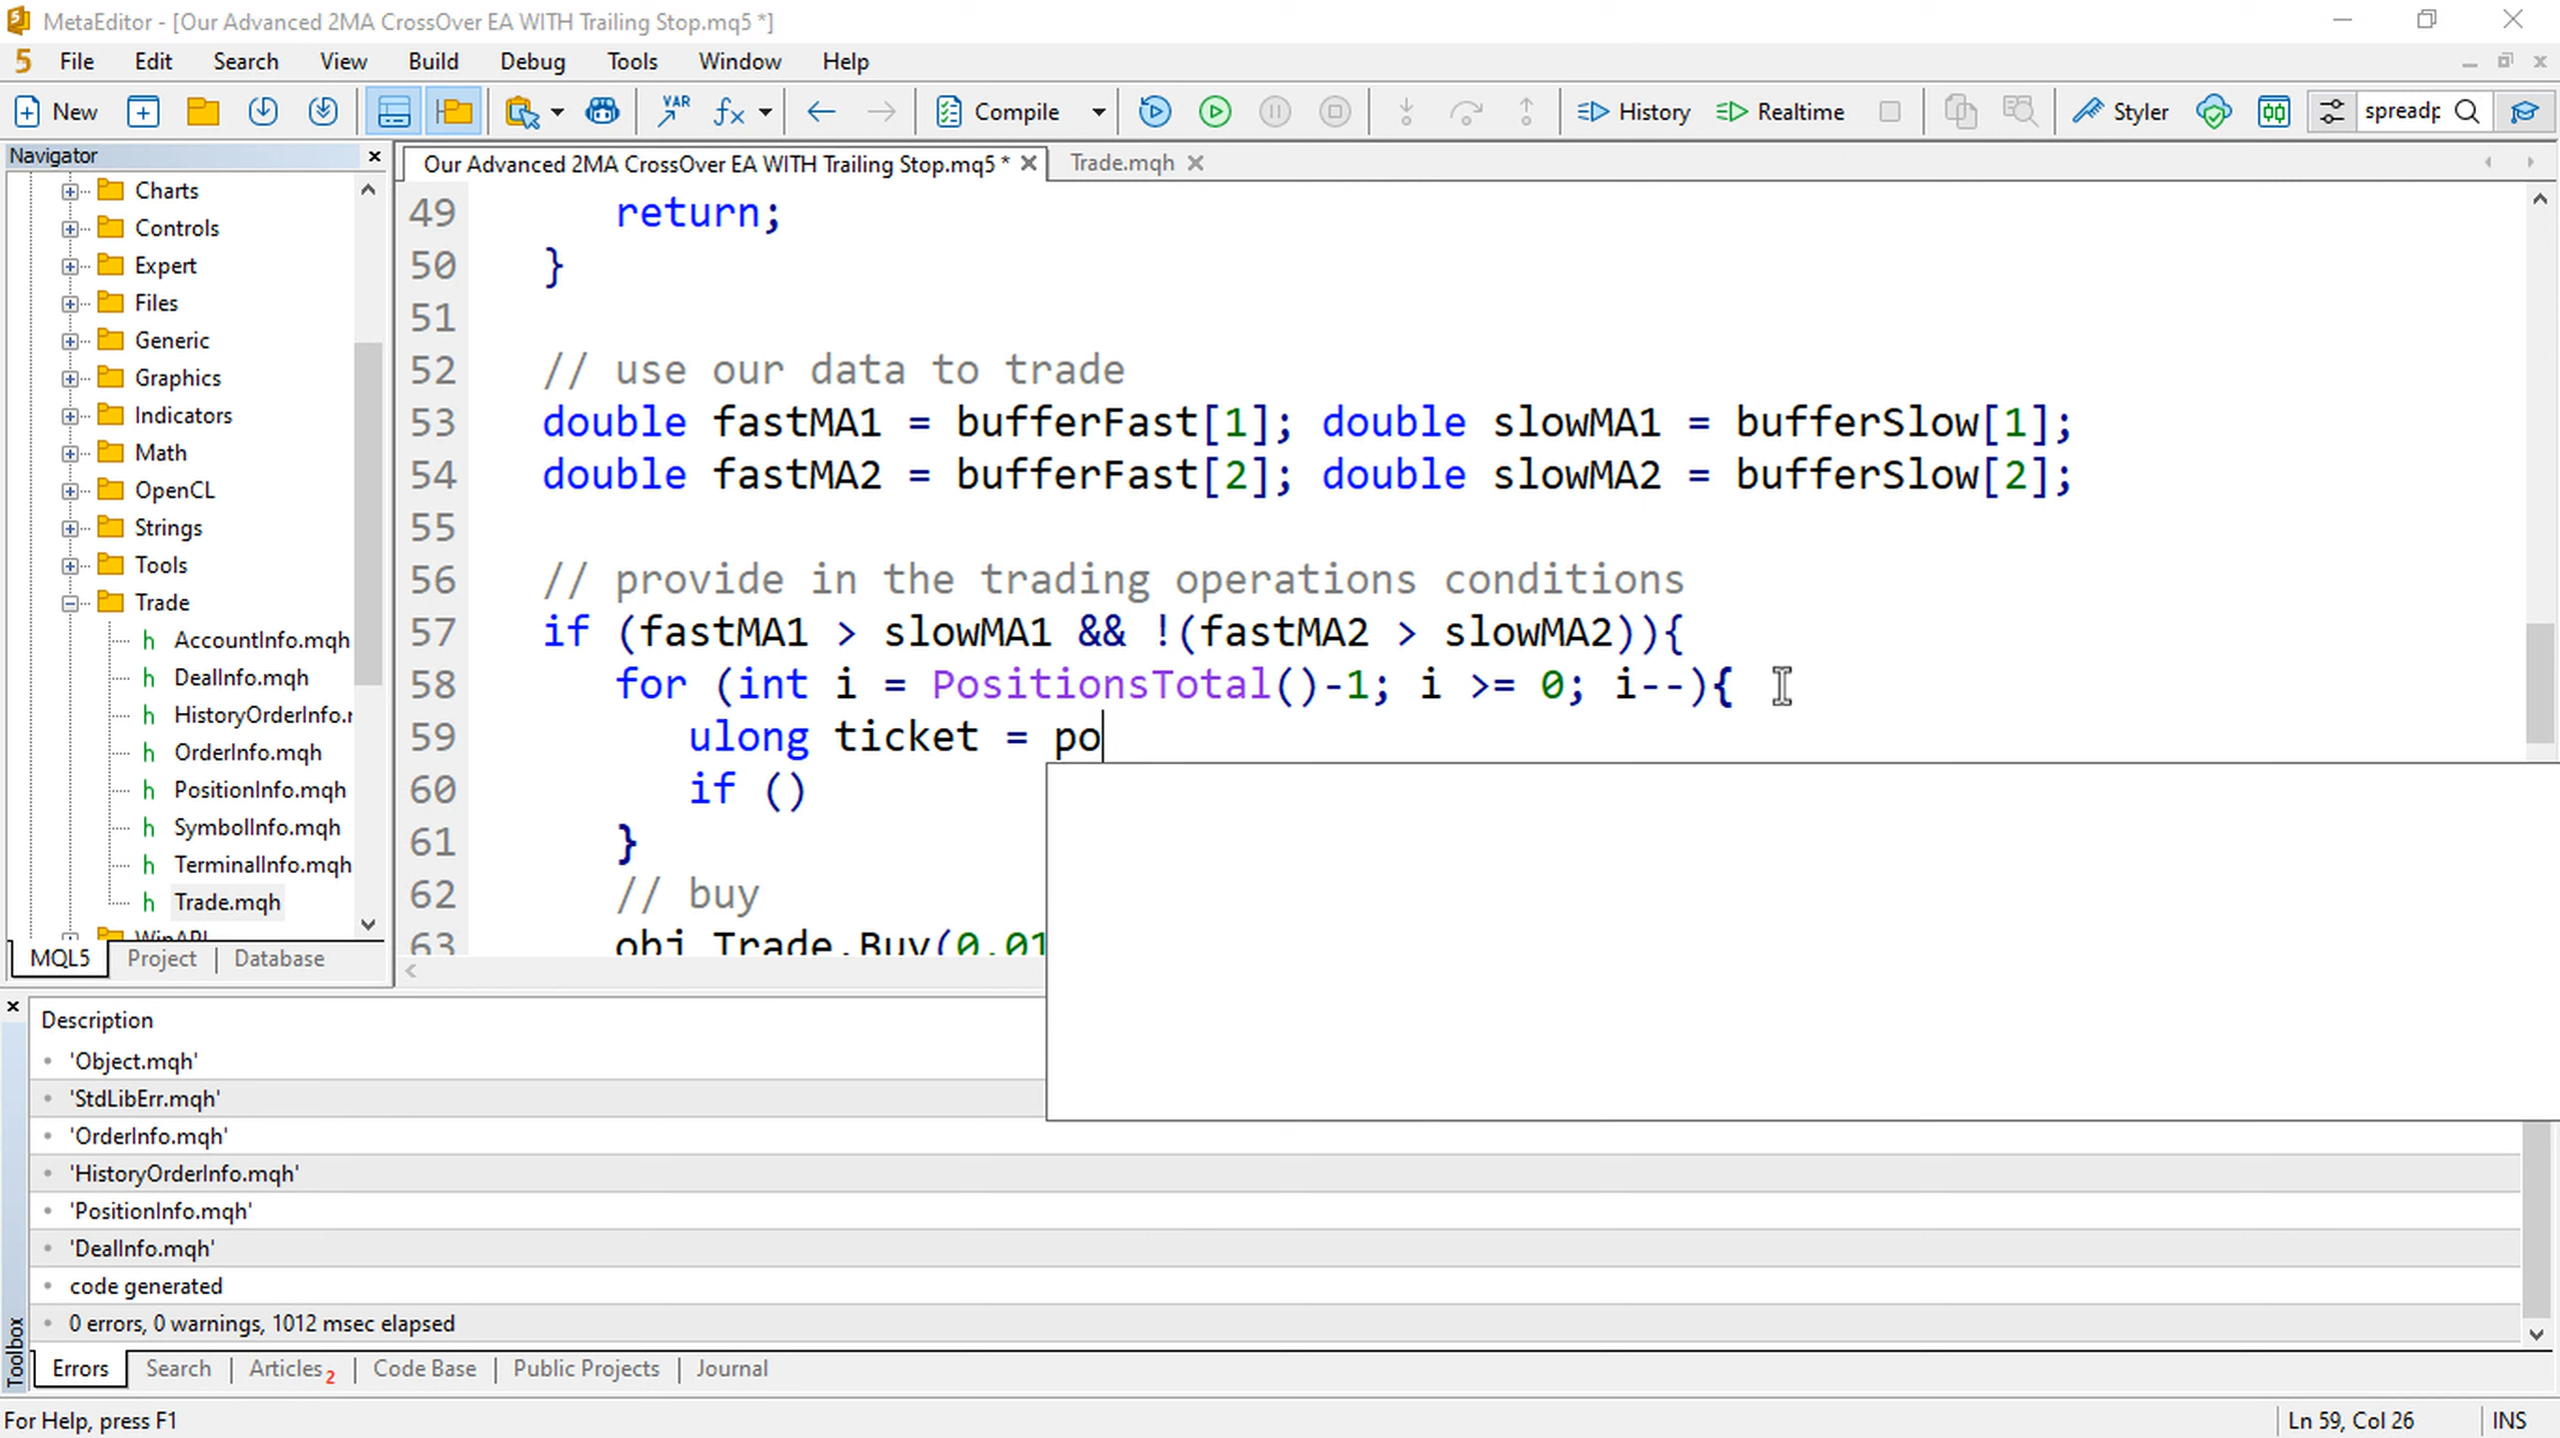 MetaEditor - [Our Advanced 2MA CrossOver EA WITH Trailing Stop.mq5 *]
5 File Edit Search View Build Debug Tools Window Help
New VAR fx Compile History Realtime Styler spreadp
Navigator
Charts
Controls
Expert
Files
Generic
Graphics
Indicators
Math
OpenCL
Strings
Tools
Trade
h AccountInfo.mqh
h DealInfo.mqh
h HistoryOrderInfo.
h OrderInfo.mqh
h PositionInfo.mqh
h SymbolInfo.mqh
h TerminalInfo.mqh
h Trade.mqh
WinAPI
MQL5 Project Database
Our Advanced 2MA CrossOver EA WITH Trailing Stop.mq5 * Trade.mqh
49 return;
50 }
51
52 // use our data to trade
53 double fastMA1 = bufferFast[1]; double slowMA1 = bufferSlow[1];
54 double fastMA2 = bufferFast[2]; double slowMA2 = bufferSlow[2];
55
56 // provide in the trading operations conditions
57 if (fastMA1 > slowMA1 && !(fastMA2 > slowMA2)){
58 for (int i = PositionsTotal()-1; i >= 0; i--){
59 ulong ticket = po
60 if ()
61 }
62 // buy
63 obj_Trade.Buy(0.01
Toolbox
Description
'Object.mqh'
'StdLibErr.mqh'
'OrderInfo.mqh'
'HistoryOrderInfo.mqh'
'PositionInfo.mqh'
'DealInfo.mqh'
code generated
0 errors, 0 warnings, 1012 msec elapsed
Errors Search Articles 2 Code Base Public Projects Journal
For Help, press F1 Ln 59, Col 26 INS